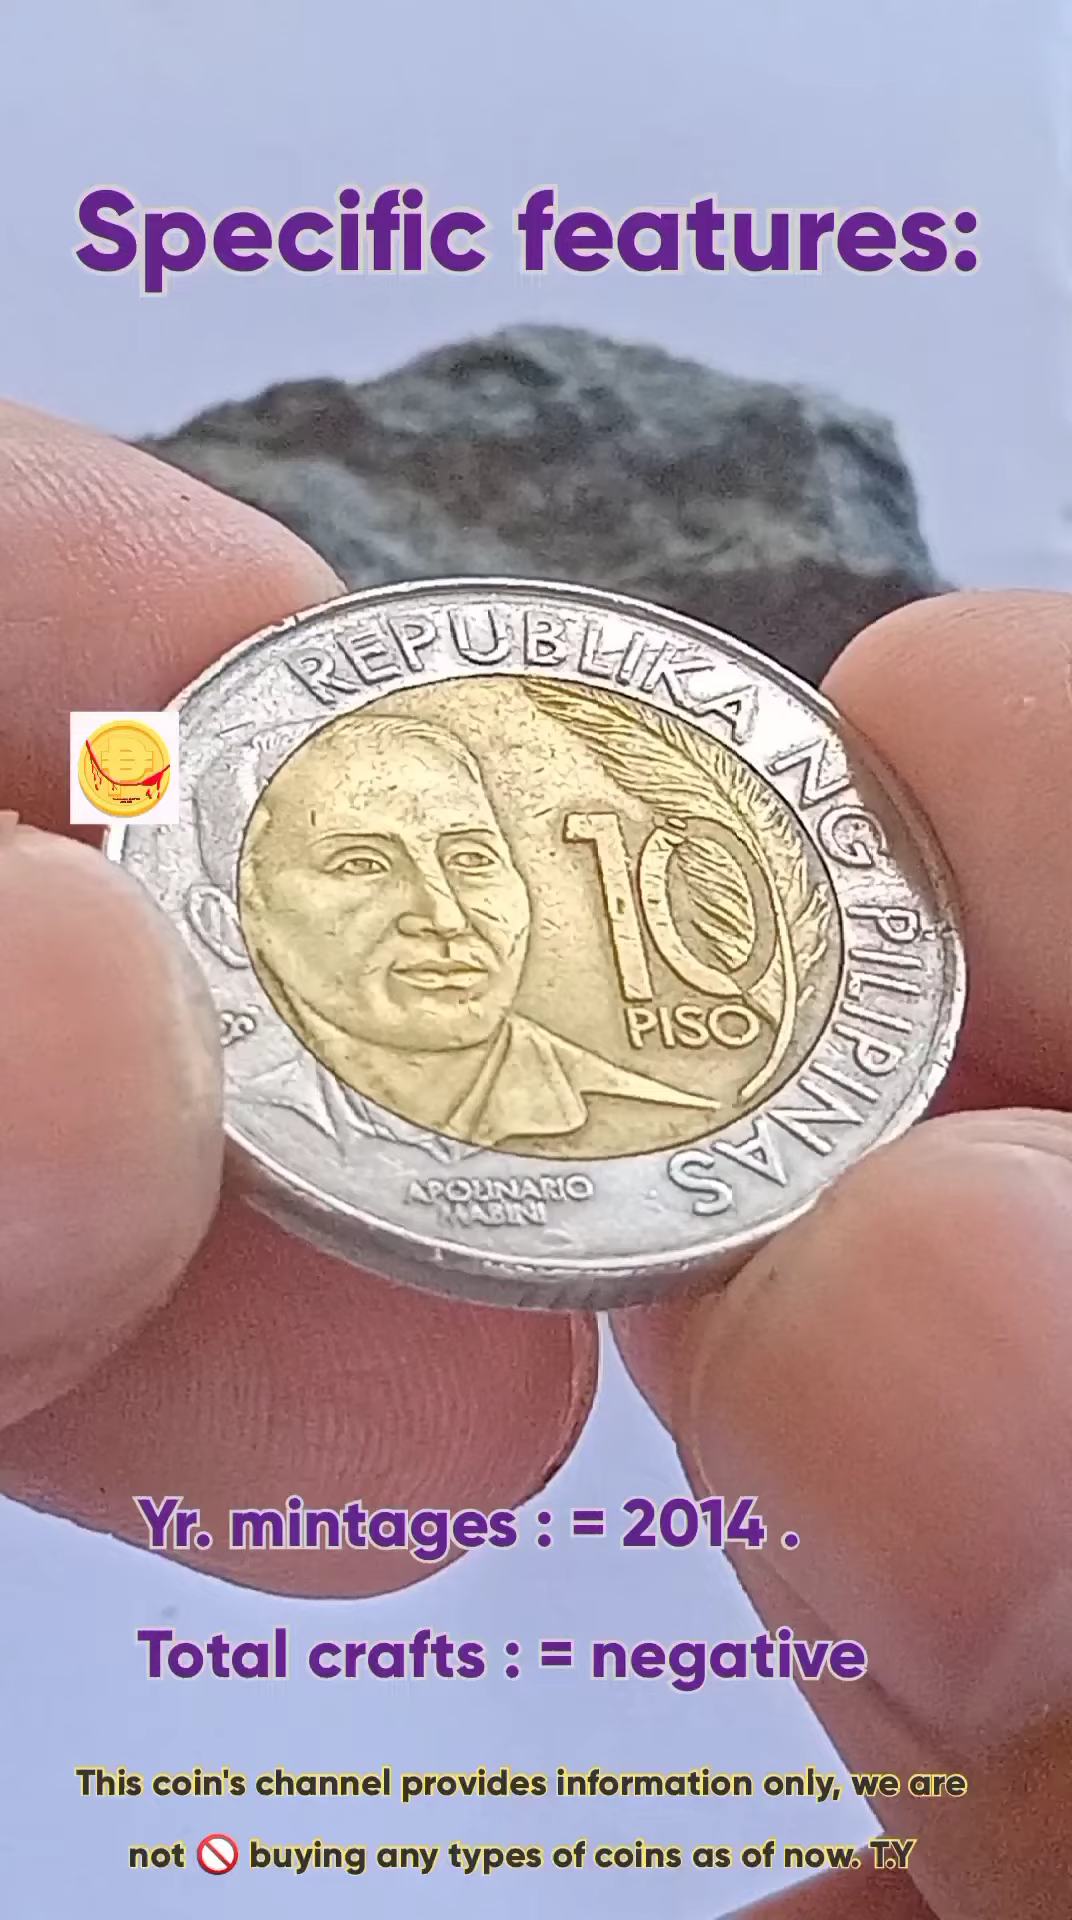 Specific features:
REPUBLIKA NG PILIPINAS
10
PISO
APOLINARIO
MABINI
Yr. mintages : = 2014 .
Total crafts : = negative
This coin's channel provides information only, we are
not 🚫 buying any types of coins as of now. T.Y